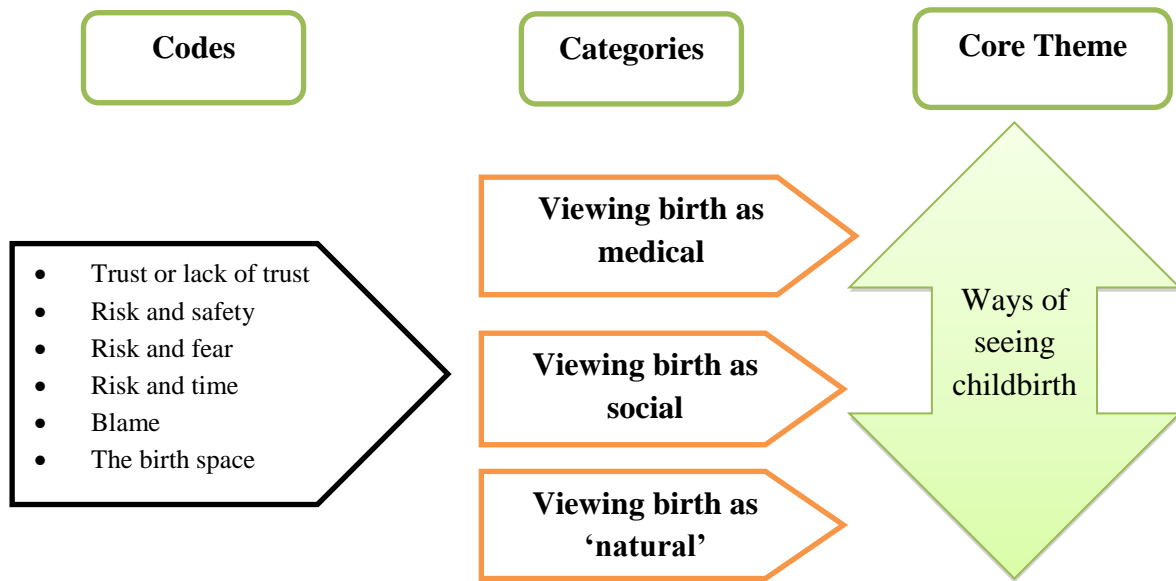 Codes
Categories
Core Theme
• Trust or lack of trust
• Risk and safety
• Risk and fear
• Risk and time
• Blame
• The birth space
Viewing birth as
medical
Viewing birth as
social
Viewing birth as
‘natural’
Ways of
seeing
childbirth